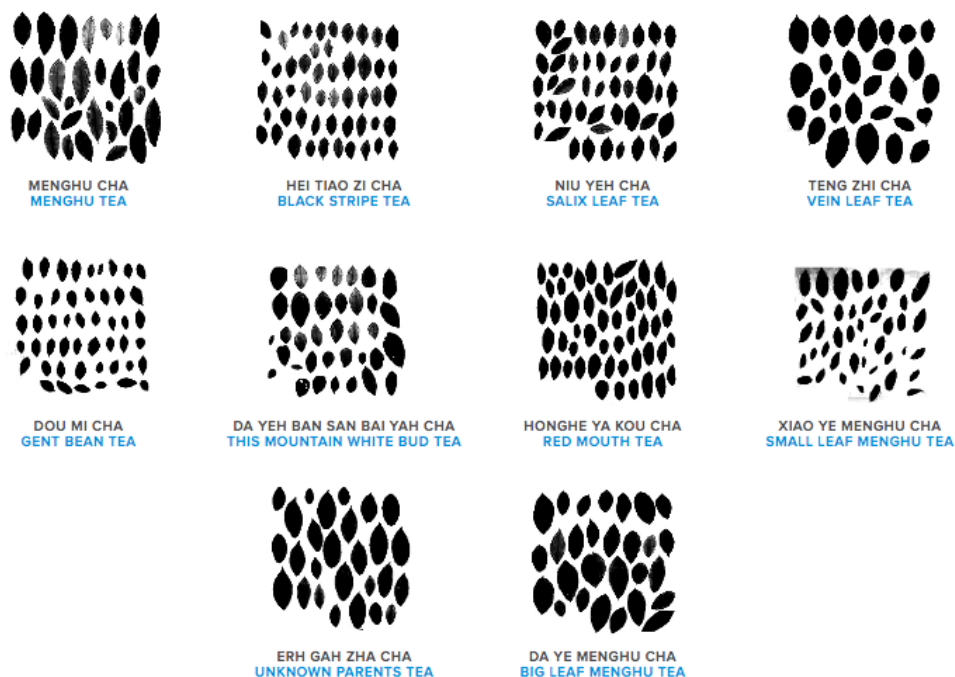 MENGHU CHA
MENGHU TEA
HEI TIAO ZI CHA
BLACK STRIPE TEA
NIU YEH CHA
SALIX LEAF TEA
TENG ZHI CHA
VEIN LEAF TEA
DOU MI CHA
GENT BEAN TEA
DA YEH BAN SAN BAI YAH CHA
THIS MOUNTAIN WHITE BUD TEA
HONGHE YA KOU CHA
RED MOUTH TEA
XIAO YE MENGHU CHA
SMALL LEAF MENGHU TEA
ERH GAH ZHA CHA
UNKNOWN PARENTS TEA
DA YE MENGHU CHA
BIG LEAF MENGHU TEA